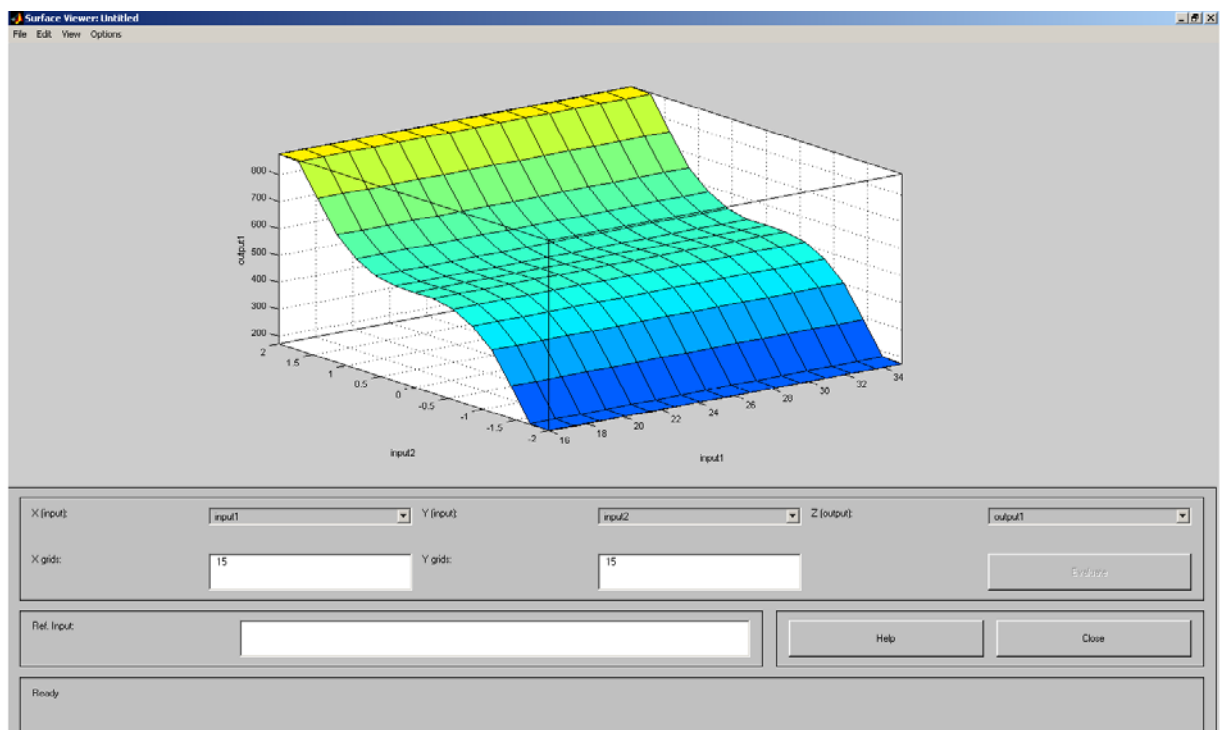 Surface Viewer: Untitled
File Edit View Options
800
700
600
500
400
300
200
output1
2
1.5
1
0.5
0
-0.5
-1
-1.5
-2
input2
16
18
20
22
24
26
28
30
32
34
input1
X (input): input1 Y (input): input2 Z (output): output1
X grids: 15 Y grids: 15 Evaluate
Ref. Input: Help Close
Ready